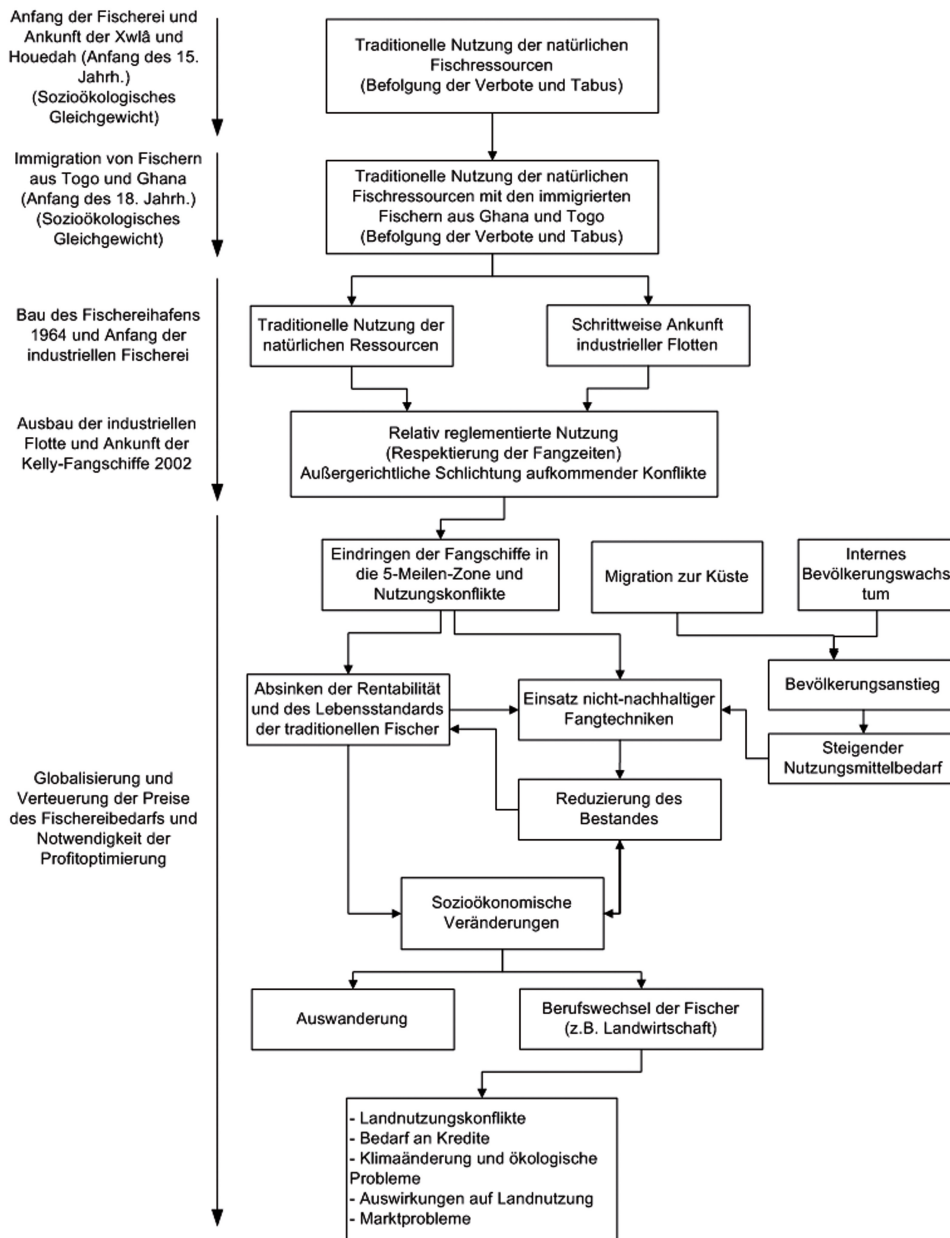 Anfang der Fischerei und
Ankunft der Xwlâ und
Houedah (Anfang des 15.
Jahrh.)
(Sozioökologisches
Gleichgewicht)
Traditionelle Nutzung der natürlichen
Fischressourcen
(Befolgung der Verbote und Tabus)
Immigration von Fischern
aus Togo und Ghana
(Anfang des 18. Jahrh.)
(Sozioökologisches
Gleichgewicht)
Traditionelle Nutzung der natürlichen
Fischressourcen mit den immigrierten
Fischern aus Ghana und Togo
(Befolgung der Verbote und Tabus)
Bau des Fischereihafens
1964 und Anfang der
industriellen Fischerei
Traditionelle Nutzung der
natürlichen Ressourcen
Schrittweise Ankunft
industrieller Flotten
Ausbau der industriellen
Flotte und Ankunft der
Kelly-Fangschiffe 2002
Relativ reglementierte Nutzung
(Respektierung der Fangzeiten)
Außergerichtliche Schlichtung aufkommender Konflikte
Eindringen der Fangschiffe in
die 5-Meilen-Zone und
Nutzungskonflikte
Migration zur Küste
Internes
Bevölkerungswachs
tum
Absinken der Rentabilität
und des Lebensstandards
der traditionellen Fischer
Einsatz nicht-nachhaltiger
Fangtechniken
Bevölkerungsanstieg
Steigender
Nutzungsmittelbedarf
Globalisierung und
Verteuerung der Preise
des Fischereibedarfs und
Notwendigkeit der
Profitoptimierung
Reduzierung des
Bestandes
Sozioökonomische
Veränderungen
Auswanderung
Berufswechsel der Fischer
(z.B. Landwirtschaft)
- Landnutzungskonflikte
- Bedarf an Kredite
- Klimaänderung und ökologische
Probleme
- Auswirkungen auf Landnutzung
- Marktprobleme